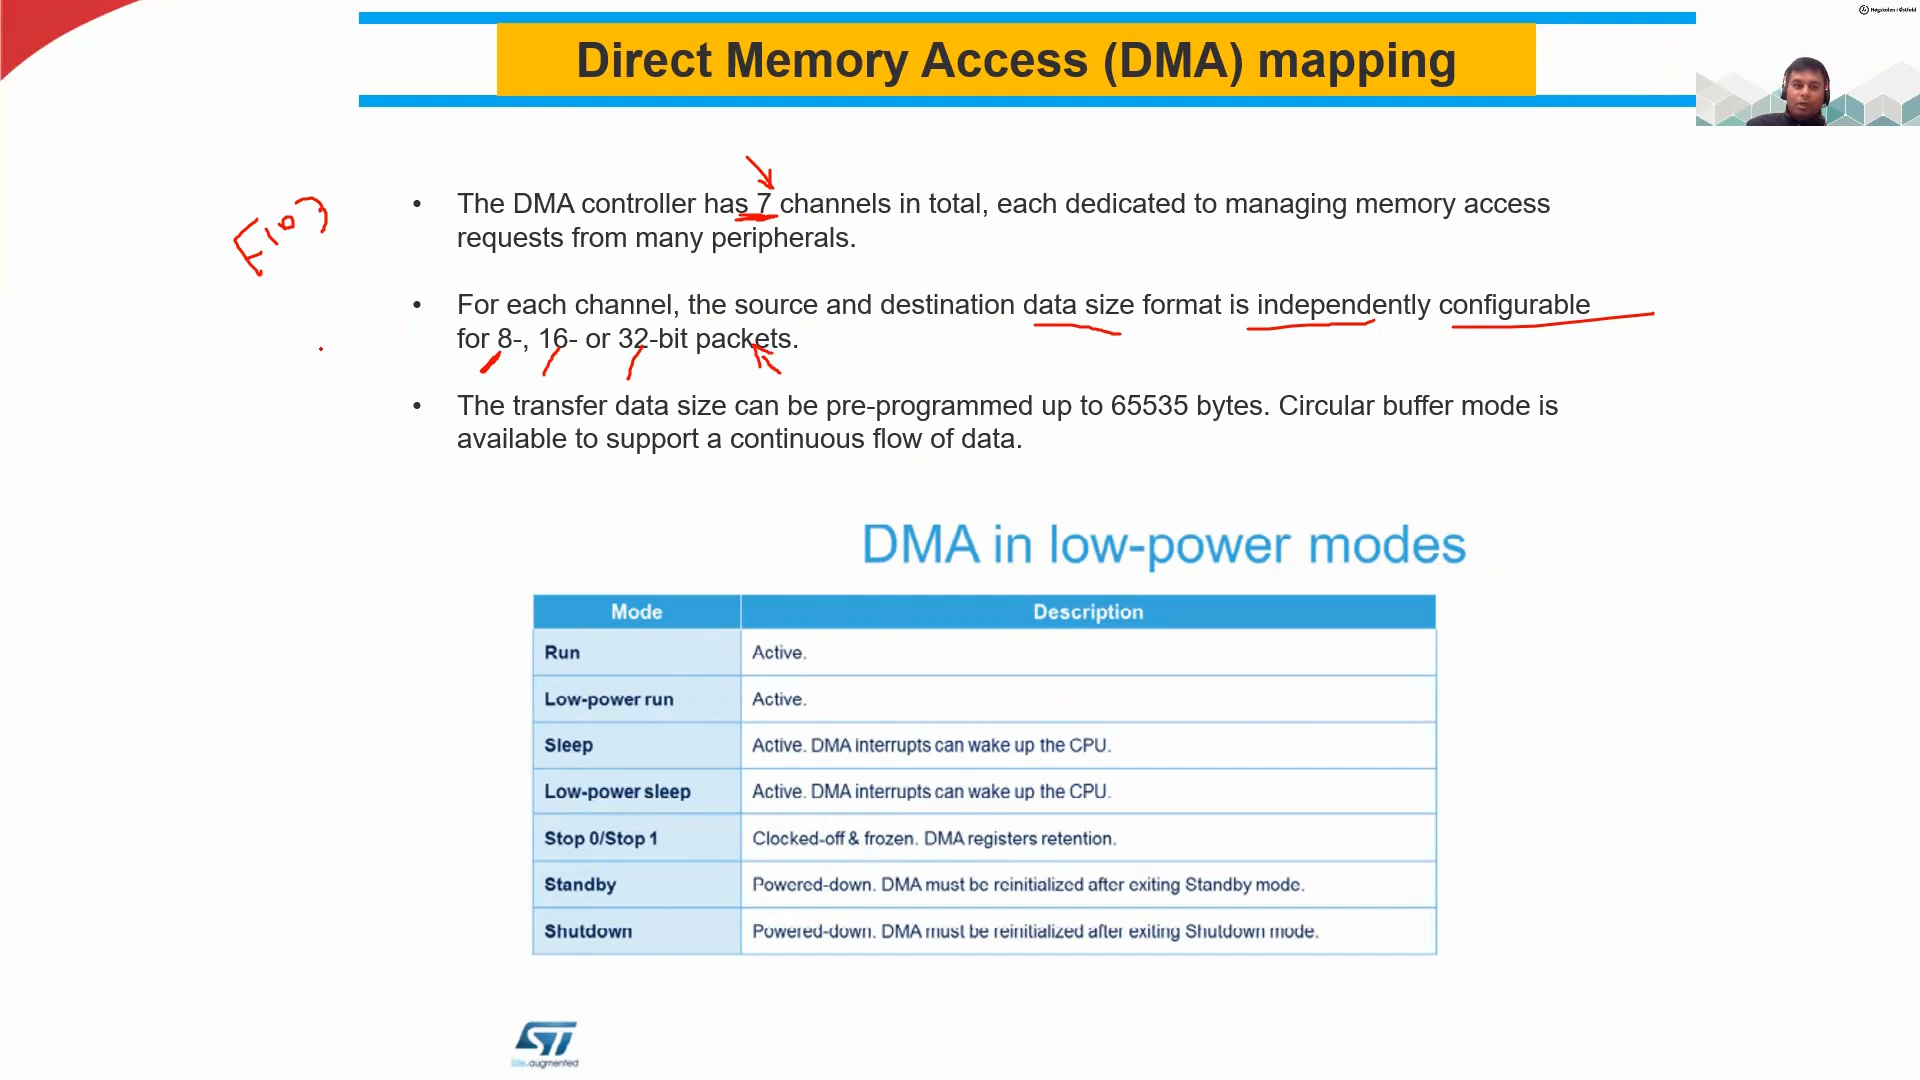 Høgskolen i Østfold
Direct Memory Access (DMA) mapping
F103
• The DMA controller has 7 channels in total, each dedicated to managing memory access
requests from many peripherals.
• For each channel, the source and destination data size format is independently configurable
for 8-, 16- or 32-bit packets.
• The transfer data size can be pre-programmed up to 65535 bytes. Circular buffer mode is
available to support a continuous flow of data.
DMA in low-power modes
Mode Description
Run Active.
Low-power run Active.
Sleep Active. DMA interrupts can wake up the CPU.
Low-power sleep Active. DMA interrupts can wake up the CPU.
Stop 0/Stop 1 Clocked-off & frozen. DMA registers retention.
Standby Powered-down. DMA must be reinitialized after exiting Standby mode.
Shutdown Powered-down. DMA must be reinitialized after exiting Shutdown mode.
ST
life.augmented